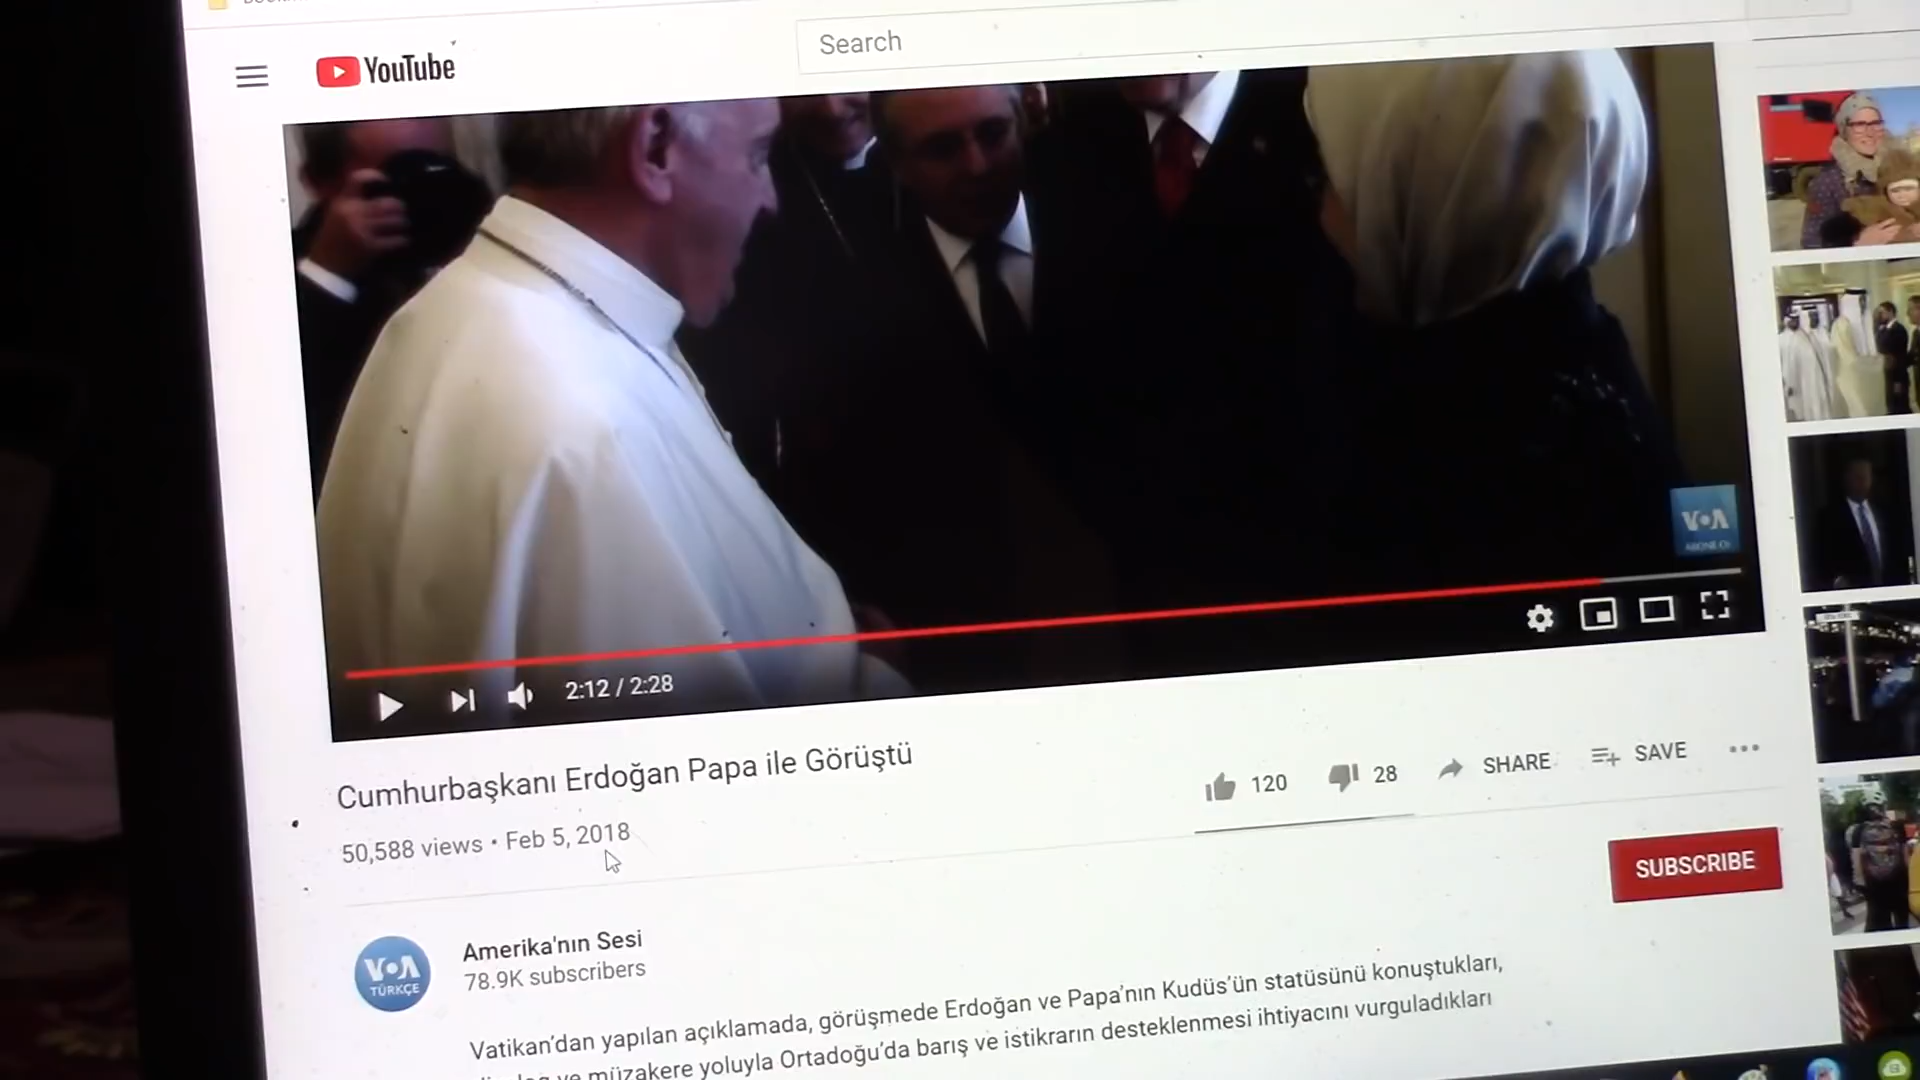 YouTube
Search
VOA
2:12 / 2:28
Cumhurbaşkanı Erdoğan Papa ile Görüştü
50,588 views • Feb 5, 2018
120
28
SHARE
SAVE
SUBSCRIBE
VOA
TÜRKÇE
Amerika'nın Sesi
78.9K subscribers
Vatikan'dan yapılan açıklamada, görüşmede Erdoğan ve Papa'nın Kudüs'ün statüsünü konuştukları,
ve müzakere yoluyla Ortadoğu'da barış ve istikrarın desteklenmesi ihtiyacını vurguladıkları